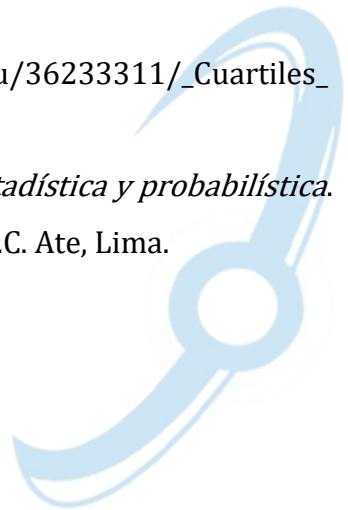 u/36233311/_Cuartiles_
tadística y probabilística.
.C. Ate, Lima.